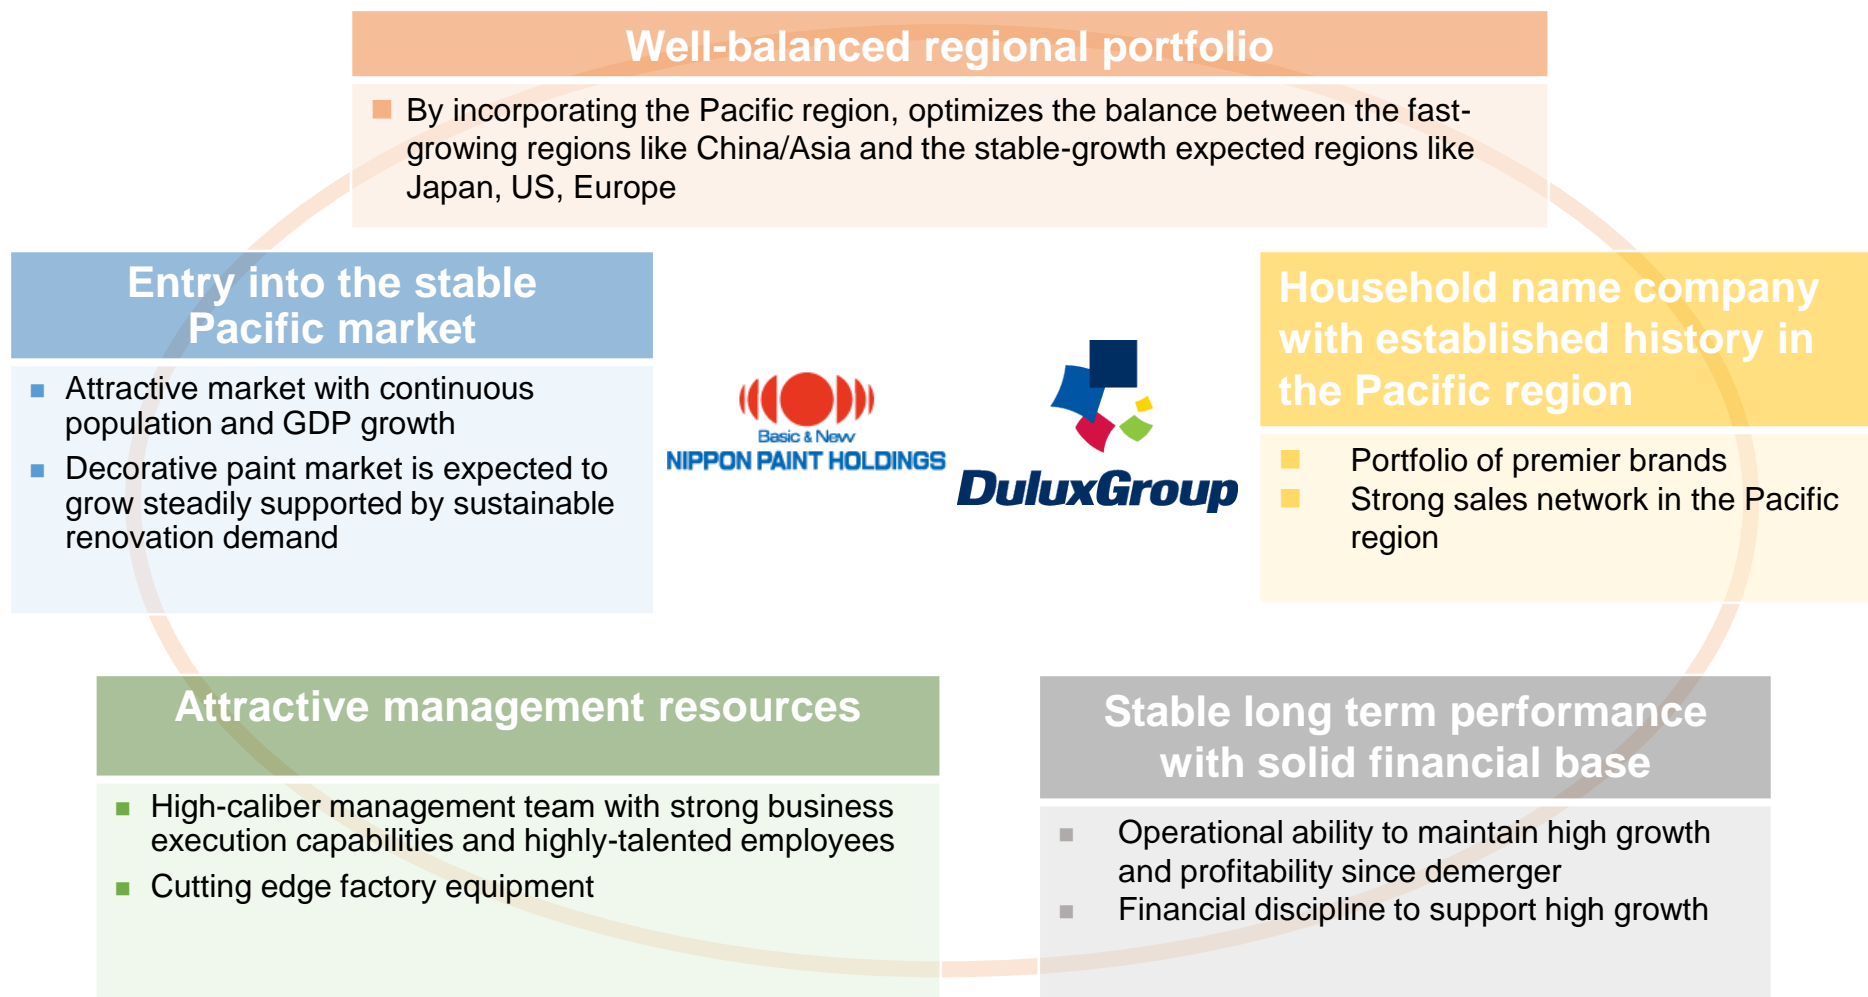 Well-balanced regional portfolio
By incorporating the Pacific region, optimizes the balance between the fast-
growing regions like China/Asia and the stable-growth expected regions like
Japan, US, Europe
Entry into the stable
Pacific market
Attractive market with continuous
population and GDP growth
Decorative paint market is expected to
grow steadily supported by sustainable
renovation demand
Basic & New
NIPPON PAINT HOLDINGS
DuluxGroup
Household name company
with established history in
the Pacific region
Portfolio of premier brands
Strong sales network in the Pacific
region
Attractive management resources
High-caliber management team with strong business
execution capabilities and highly-talented employees
Cutting edge factory equipment
Stable long term performance
with solid financial base
Operational ability to maintain high growth
and profitability since demerger
Financial discipline to support high growth